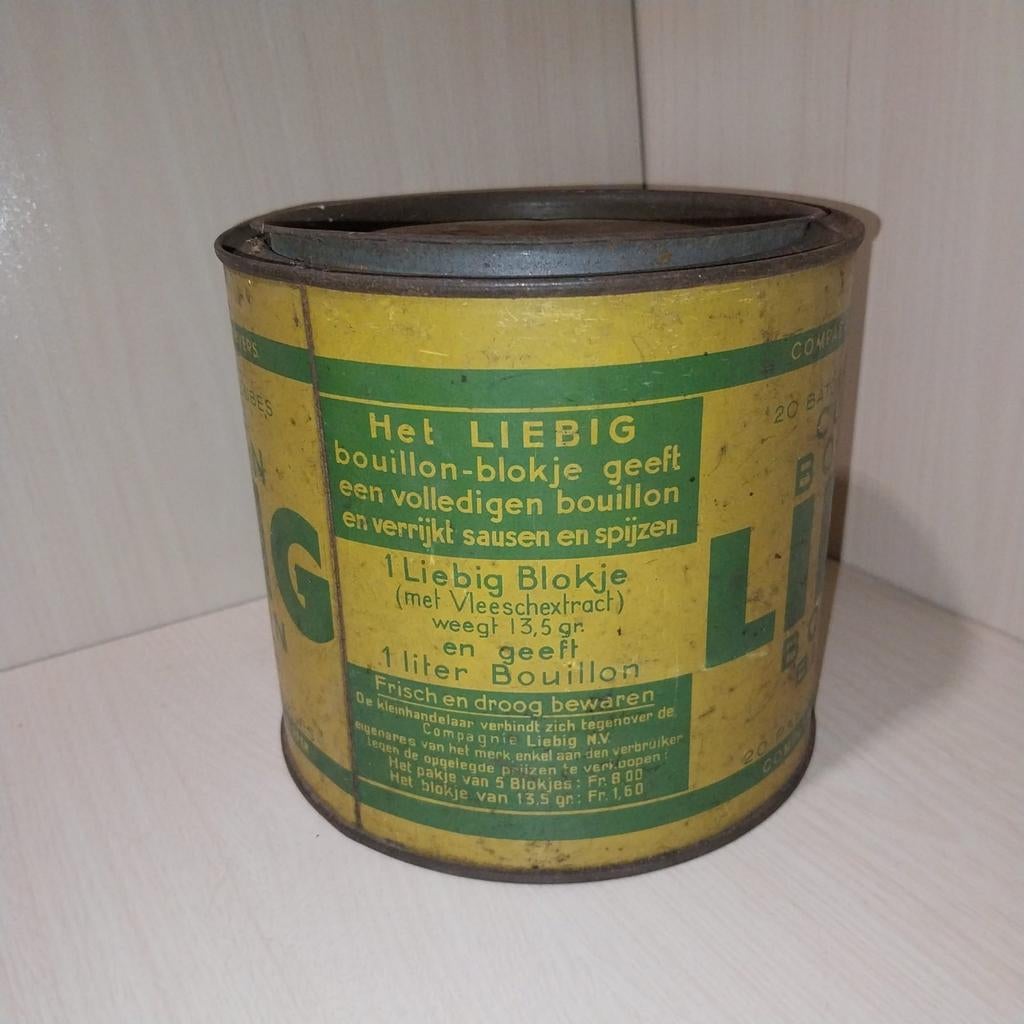 Het LIEBIG
bouillon-blokje geeft
een volledigen bouillon
en verrijkt sausen en spijzen
1 Liebig Blokje
(met Vleeschextract)
weegt 13,5 gr.
en geeft
1 liter Bouillon
Frisch en droog bewaren
De kleinhandelaar verbindt zich tegenover de
Compagnie Liebig N.V.
eigenares van het merk enkel aan den verbruiker
tegen de opgelegde prijzen te verkoopen:
Het pakje van 5 Blokjes: Fr. 8.00
Het blokje van 13,5 gr.: Fr. 1,60
G
20
LI
20